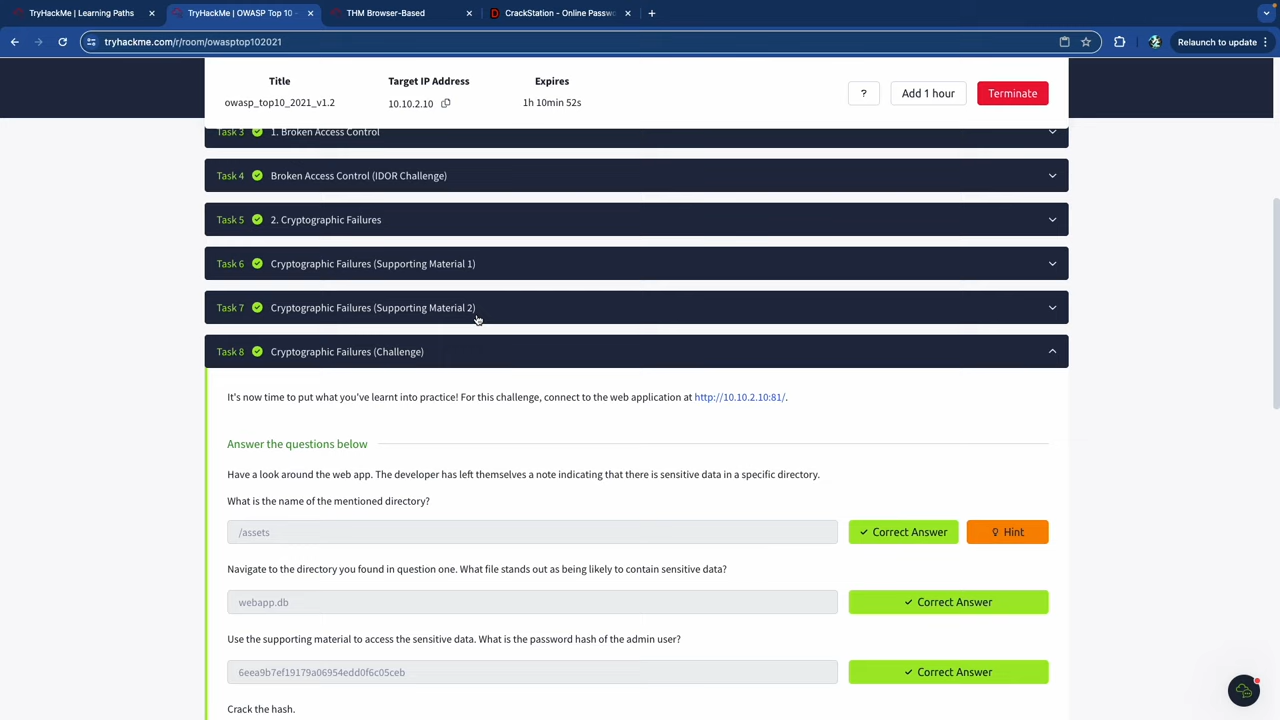 TryHackMe | Learning Paths
TryHackMe | OWASP Top 10 -
THM Browser-Based
CrackStation - Online Passwo
tryhackme.com/r/room/owasptop102021
Relaunch to update
Title
Target IP Address
Expires
owasp_top10_2021_v1.2
10.10.2.10
1h 10min 52s
?
Add 1 hour
Terminate
Task 3 1. Broken Access Control
Task 4 Broken Access Control (IDOR Challenge)
Task 5 2. Cryptographic Failures
Task 6 Cryptographic Failures (Supporting Material 1)
Task 7 Cryptographic Failures (Supporting Material 2)
Task 8 Cryptographic Failures (Challenge)
It's now time to put what you've learnt into practice! For this challenge, connect to the web application at http://10.10.2.10:81/.
Answer the questions below
Have a look around the web app. The developer has left themselves a note indicating that there is sensitive data in a specific directory.
What is the name of the mentioned directory?
/assets
Correct Answer
Hint
Navigate to the directory you found in question one. What file stands out as being likely to contain sensitive data?
webapp.db
Correct Answer
Use the supporting material to access the sensitive data. What is the password hash of the admin user?
6eea9b7ef19179a06954edd0f6c05ceb
Correct Answer
Crack the hash.